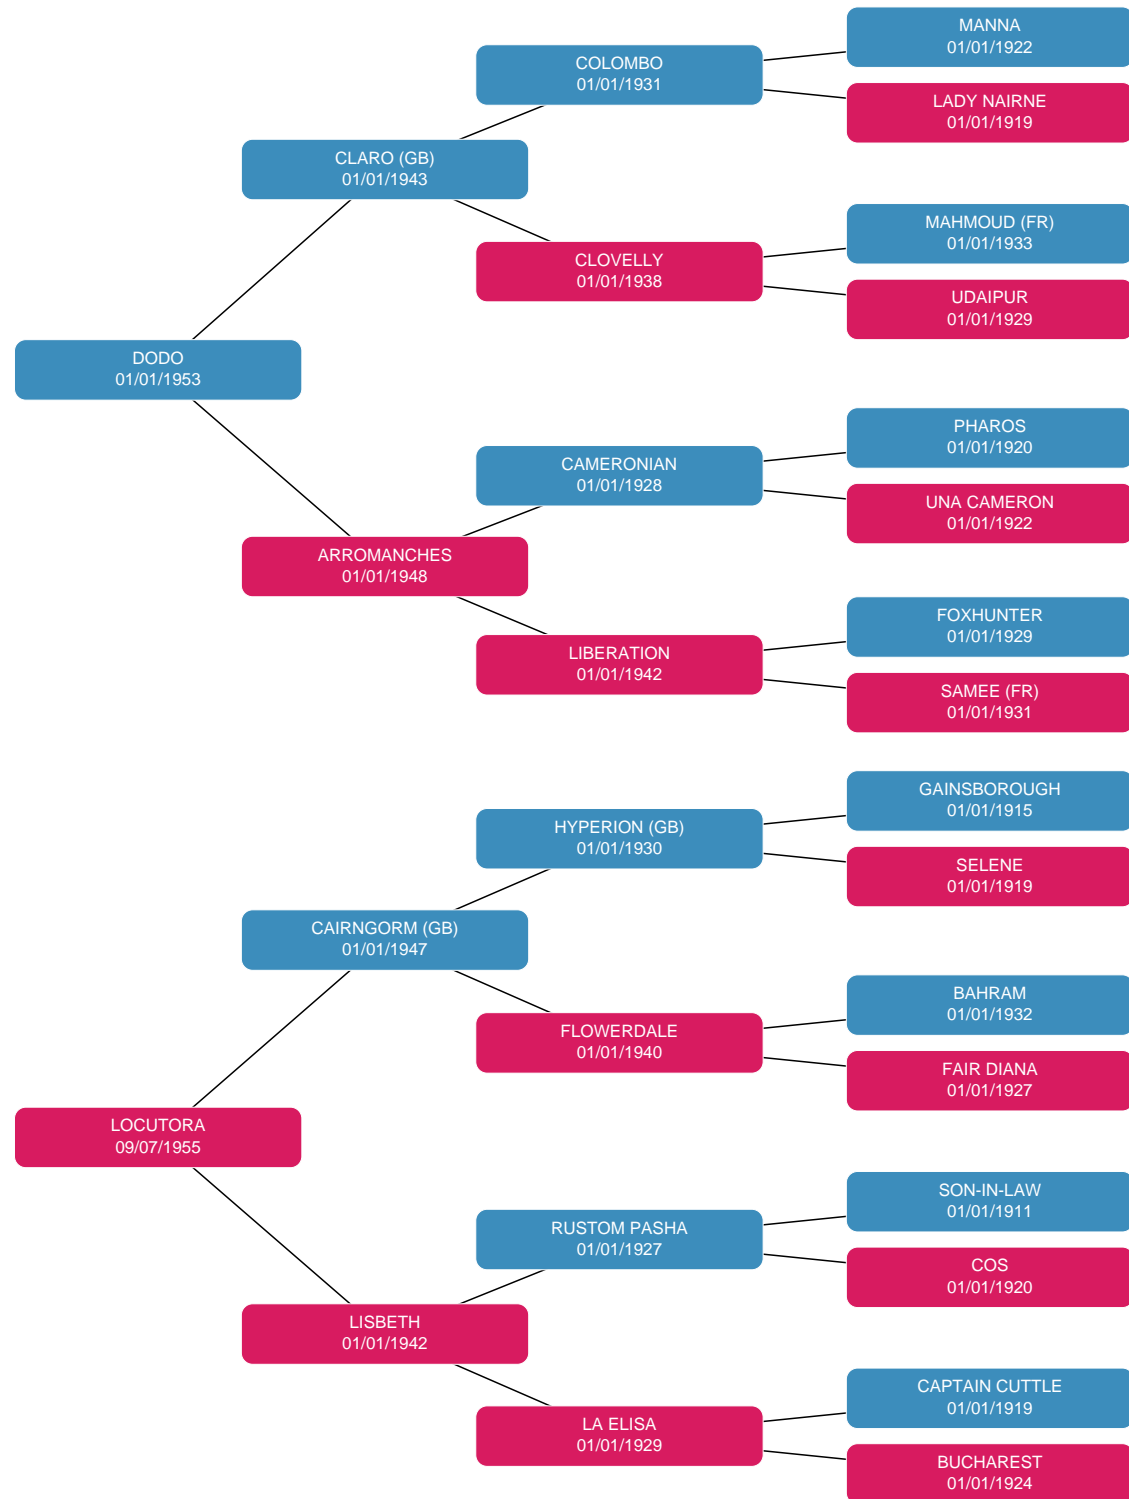 MANNA
01/01/1922
COLOMBO
01/01/1931
LADY NAIRNE
01/01/1919
CLARO (GB)
01/01/1943
MAHMOUD (FR)
01/01/1933
CLOVELLY
01/01/1938
UDAIPUR
01/01/1929
DODO
01/01/1953
PHAROS
01/01/1920
CAMERONIAN
01/01/1928
UNA CAMERON
01/01/1922
ARROMANCHES
01/01/1948
FOXHUNTER
01/01/1929
LIBERATION
01/01/1942
SAMEE (FR)
01/01/1931
GAINSBOROUGH
01/01/1915
HYPERION (GB)
01/01/1930
SELENE
01/01/1919
CAIRNGORM (GB)
01/01/1947
BAHRAM
01/01/1932
FLOWERDALE
01/01/1940
FAIR DIANA
01/01/1927
LOCUTORA
09/07/1955
SON-IN-LAW
01/01/1911
RUSTOM PASHA
01/01/1927
COS
01/01/1920
LISBETH
01/01/1942
CAPTAIN CUTTLE
01/01/1919
LA ELISA
01/01/1929
BUCHAREST
01/01/1924